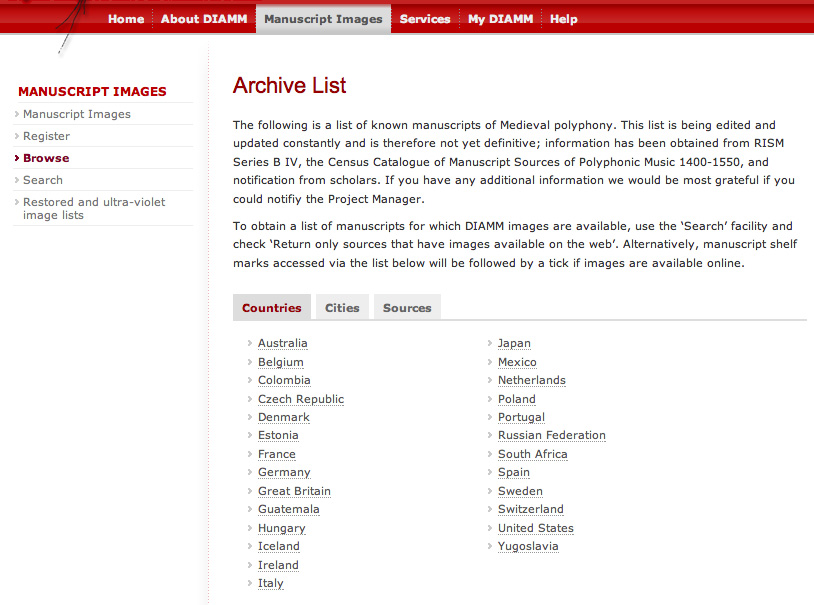 Home About DIAMM Manuscript Images Services My DIAMM Help
MANUSCRIPT IMAGES
Manuscript Images
Register
Browse
Search
Restored and ultra-violet
image lists
Archive List
The following is a list of known manuscripts of Medieval polyphony. This list is being edited and
updated constantly and is therefore not yet definitive; information has been obtained from RISM
Series B IV, the Census Catalogue of Manuscript Sources of Polyphonic Music 1400-1550, and
notification from scholars. If you have any additional information we would be most grateful if you
could notifiy the Project Manager.
To obtain a list of manuscripts for which DIAMM images are available, use the ‘Search’ facility and
check ‘Return only sources that have images available on the web’. Alternatively, manuscript shelf
marks accessed via the list below will be followed by a tick if images are available online.
Countries Cities Sources
Australia
Belgium
Colombia
Czech Republic
Denmark
Estonia
France
Germany
Great Britain
Guatemala
Hungary
Iceland
Ireland
Italy
Japan
Mexico
Netherlands
Poland
Portugal
Russian Federation
South Africa
Spain
Sweden
Switzerland
United States
Yugoslavia